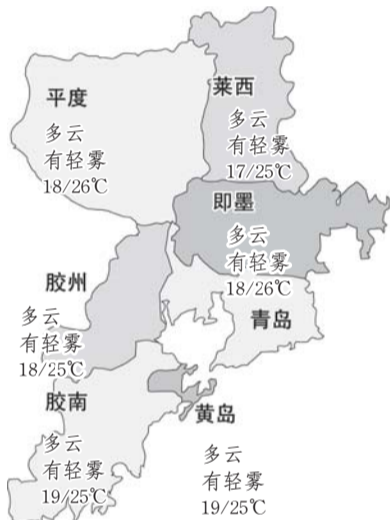 平度
多云
有轻雾
18/26℃
莱西
多云
有轻雾
17/25℃
即墨
多云
有轻雾
18/26℃
胶州
多云
有轻雾
18/25℃
青岛
胶南
多云
有轻雾
19/25℃
黄岛
多云
有轻雾
19/25℃